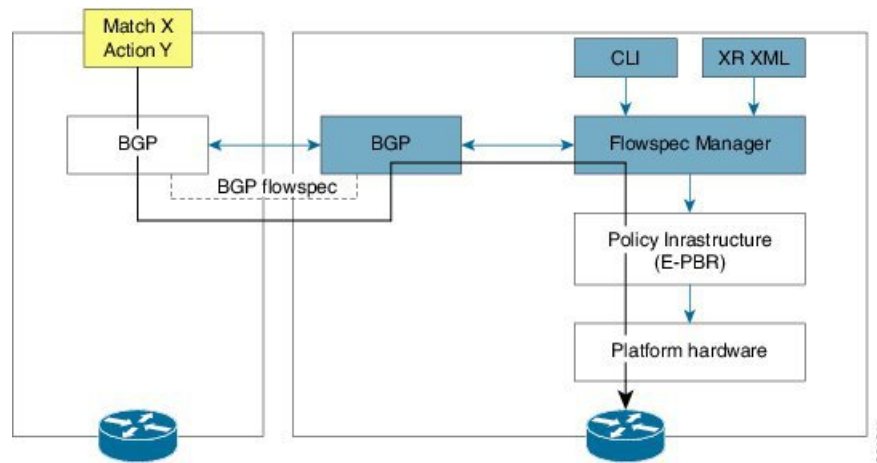 Match X
Action Y
CLI
XR XML
BGP
BGP
Flowspec Manager
BGP flowspec
Policy Inrastructure
(E-PBR)
Platform hardware